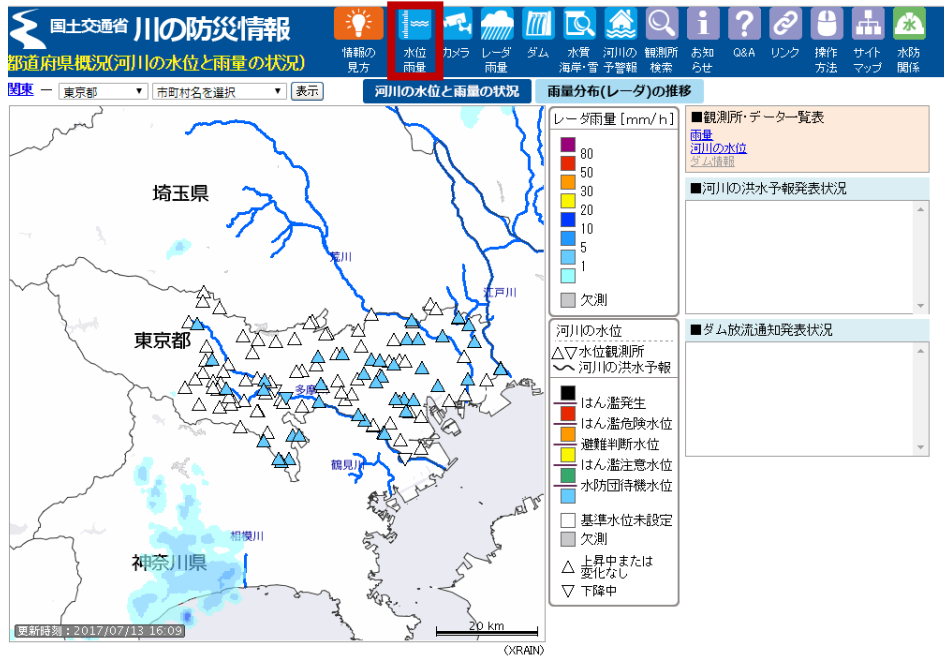 国土交通省 川の防災情報
都道府県概況(河川の水位と雨量の状況)
情報の見方
水位雨量
カメラ
レーダ雨量
ダム
水質海岸・雪
河川の予警報
観測所検索
お知らせ
Q&A
リンク
操作方法
サイトマップ
水
水防関係
関東 ー 東京都 市町村名を選択 表示
河川の水位と雨量の状況
雨量分布(レーダ)の推移
埼玉県
荒川
江戸川
東京都
多摩
鶴見川
相模川
神奈川県
更新時刻:2017/07/13 16:09
20 km
(XRAIN)
レーダ雨量 [mm/h]
80
50
30
20
10
5
1
欠測
河川の水位
△▽水位観測所
河川の洪水予報
はん濫発生
はん濫危険水位
避難判断水位
はん濫注意水位
水防団待機水位
基準水位未設定
欠測
△ 上昇中または
変化なし
▽ 下降中
■観測所・データ一覧表
雨量
河川の水位
ダム情報
■河川の洪水予報発表状況
■ダム放流通知発表状況